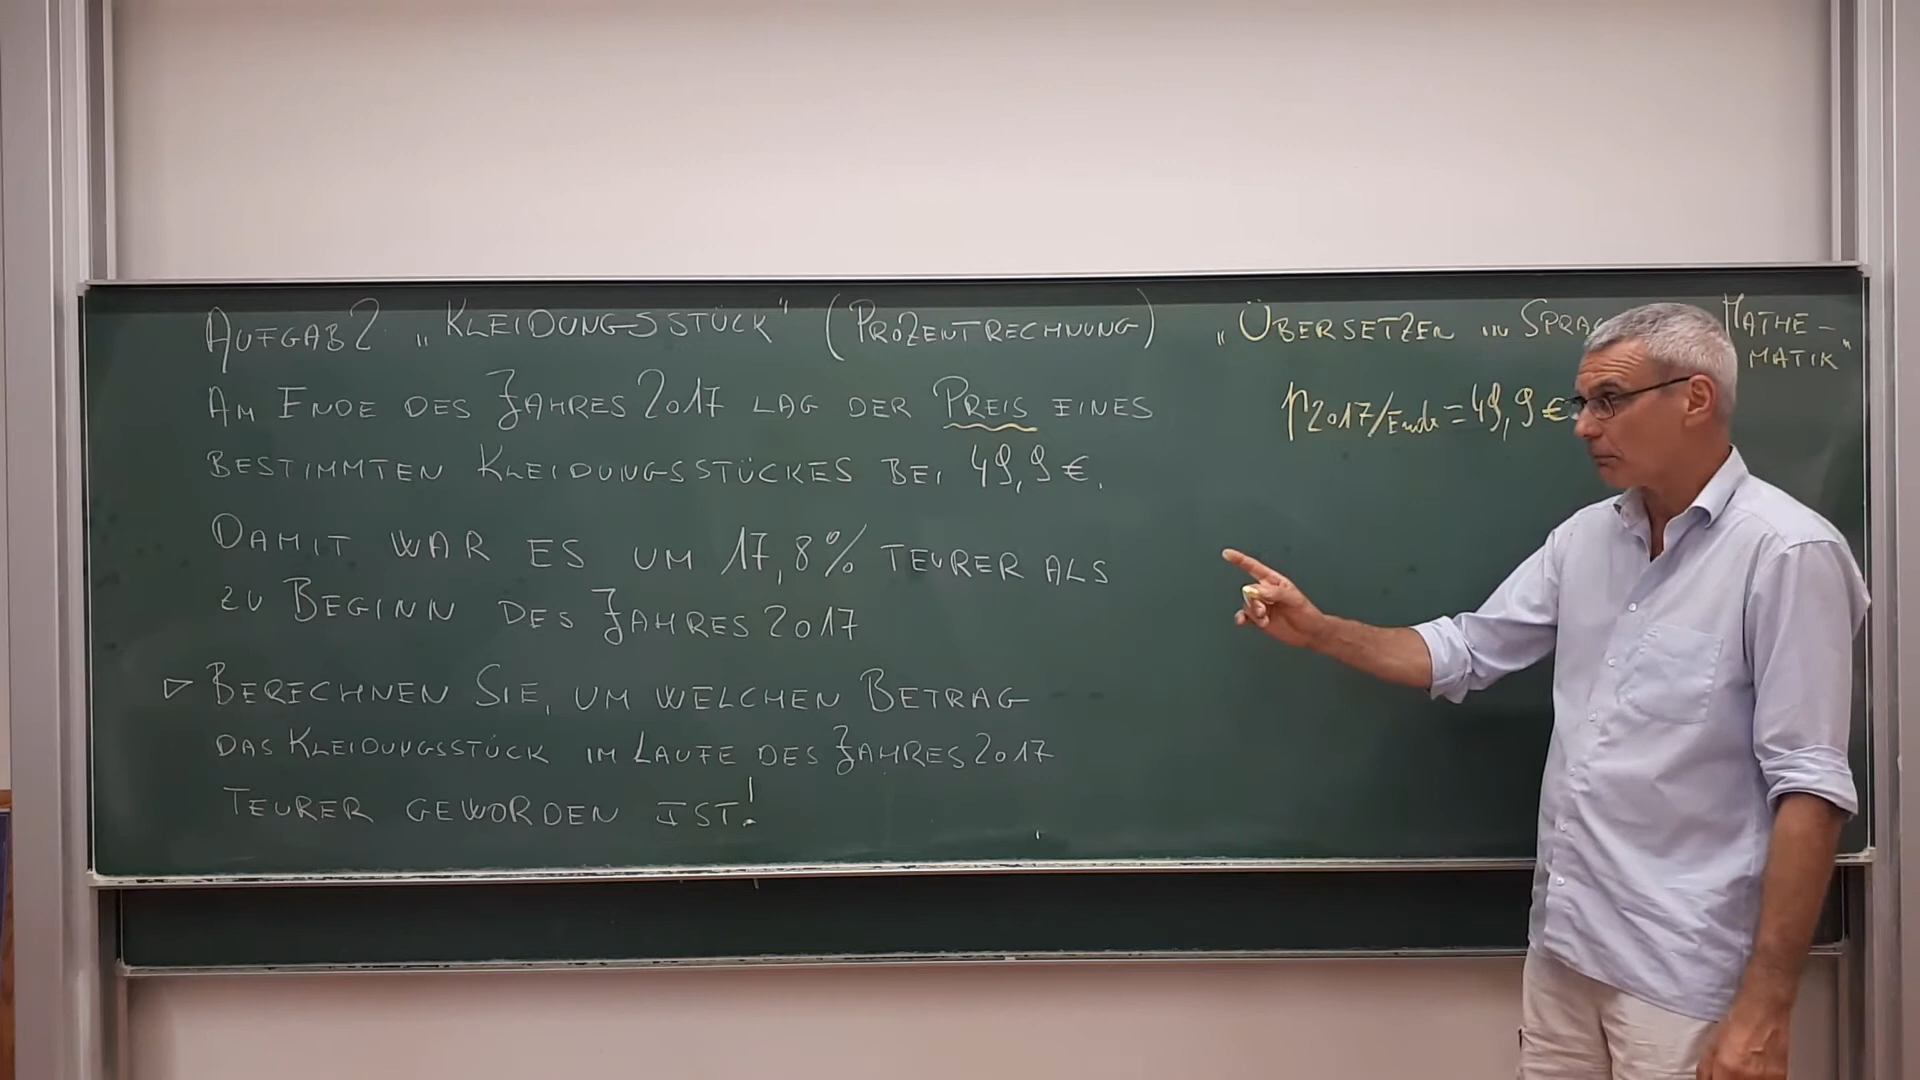 AUFGABE „KLEIDUNGSSTÜCK“ (PROZENTRECHNUNG)
AM ENDE DES JAHRES 2017 LAG DER PREIS EINES
BESTIMMTEN KLEIDUNGSSTÜCKES BEI 49,9 €.
DAMIT WAR ES UM 17,8% TEURER ALS
ZU BEGINN DES JAHRES 2017
▷ BERECHNEN SIE, UM WELCHEN BETRAG
DAS KLEIDUNGSSTÜCK IM LAUFE DES JAHRES 2017
TEURER GEWORDEN IST!
„ÜBERSETZEN IN MATHE-
MATIK“
p2017/Ende = 49,9 €